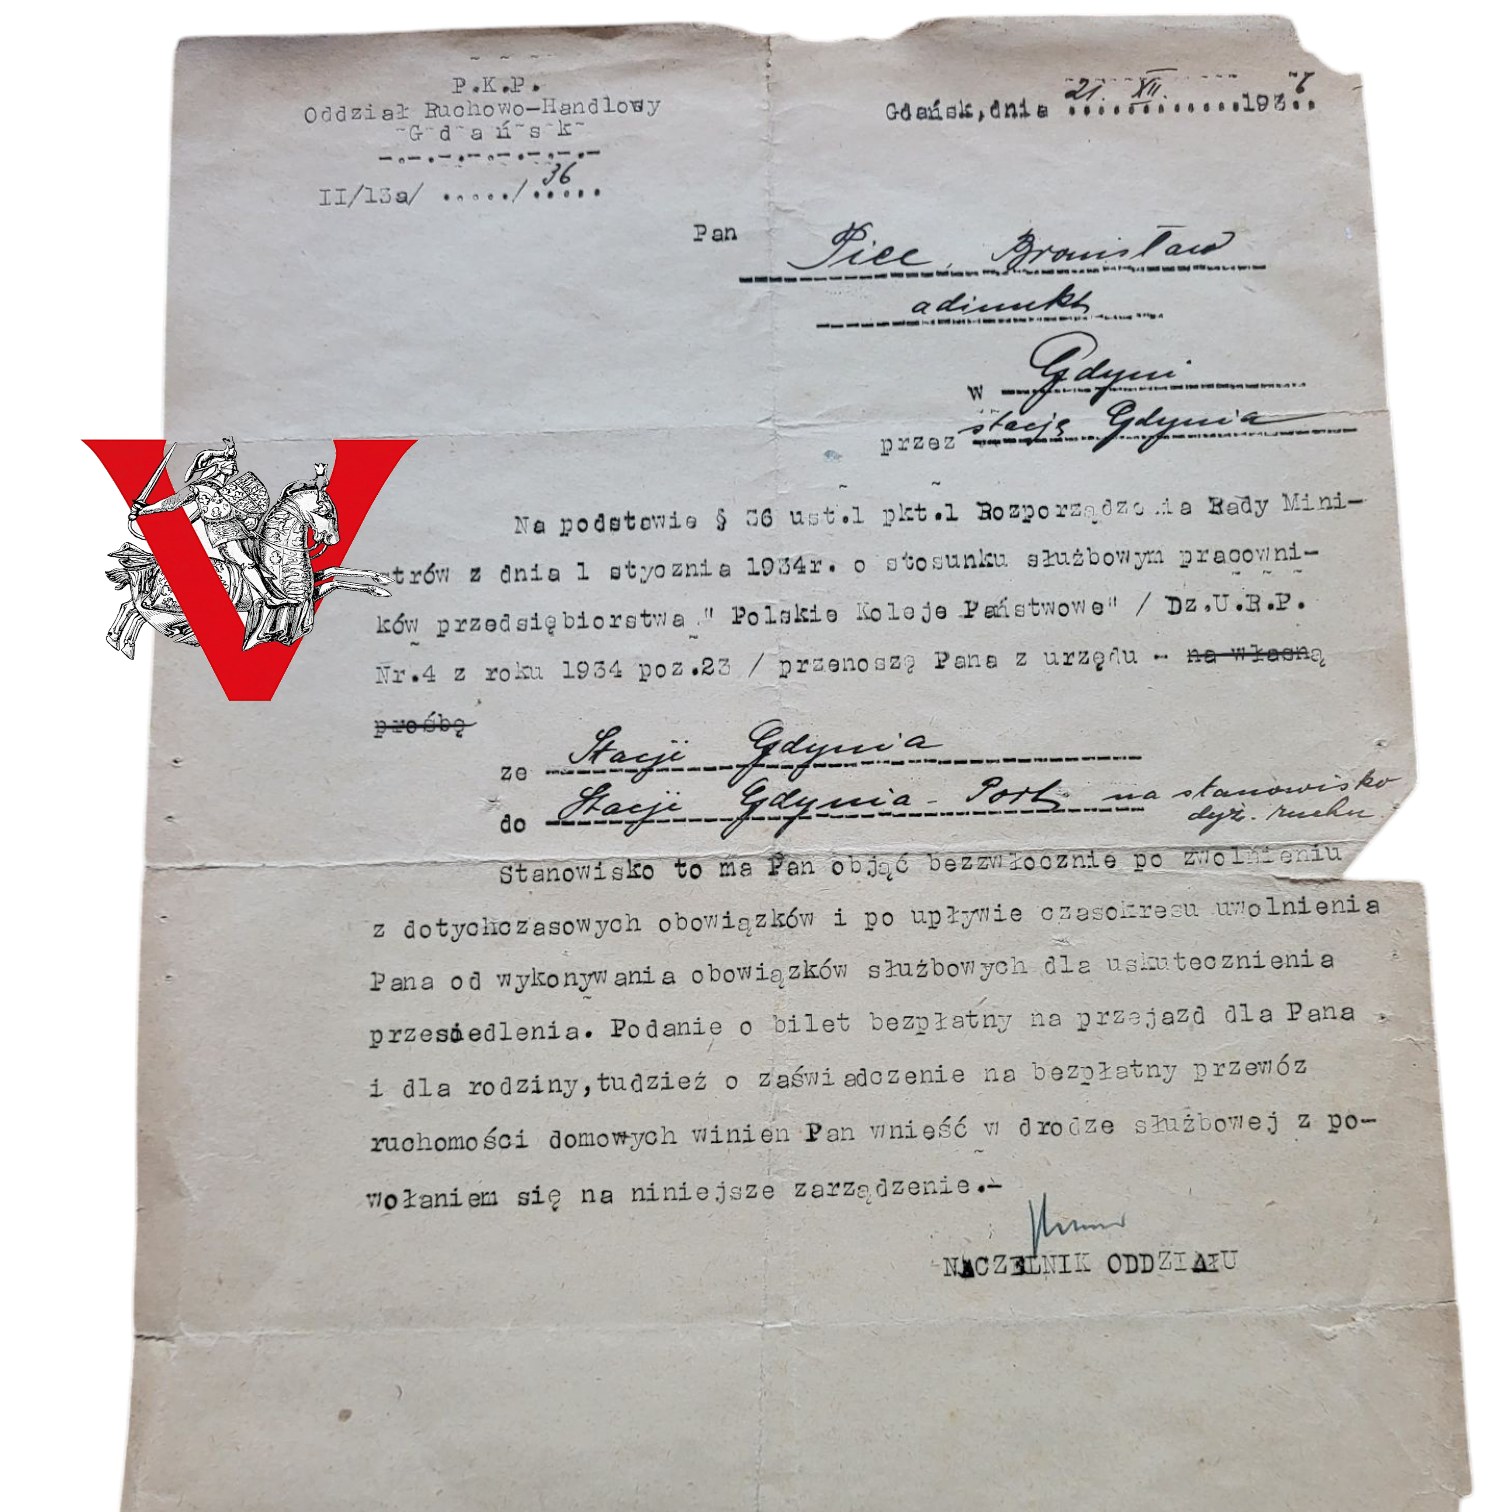 P.K.P.
Oddział Ruchowo-Handlowy
Gdańsk
II/13a/ ...../ 36
Gdańsk, dnia 21. XII. 1936
Pan Piec, Bronisław
adiunkt
w Gdyni
przez stację Gdynia
Na podstawie § 36 ust.1 pkt.1 Rozporządzenia Rady Mini-
strów z dnia 1 stycznia 1934r. o stosunku służbowym pracowni-
ków przedsiębiorstwa " Polskie Koleje Państwowe" / Dz.U.R.P.
Nr.4 z roku 1934 poz.23 / przenoszę Pana z urzędu - na własną
prośbę
ze Stacji Gdynia
do Stacji Gdynia - Port na stanowisko
dyż. ruchu.
Stanowisko to ma Pan objąć bezzwłocznie po zwolnieniu
z dotychczasowych obowiązków i po upływie czasokresu uwolnienia
Pana od wykonywania obowiązków służbowych dla uskutecznienia
przesiedlenia. Podanie o bilet bezpłatny na przejazd dla Pana
i dla rodziny, tudzież o zaświadczenie na bezpłatny przewóz
ruchomości domowych winien Pan wnieść w drodze służbowej z po-
wołaniem się na niniejsze zarządzenie.-
NACZELNIK ODDZIAŁU